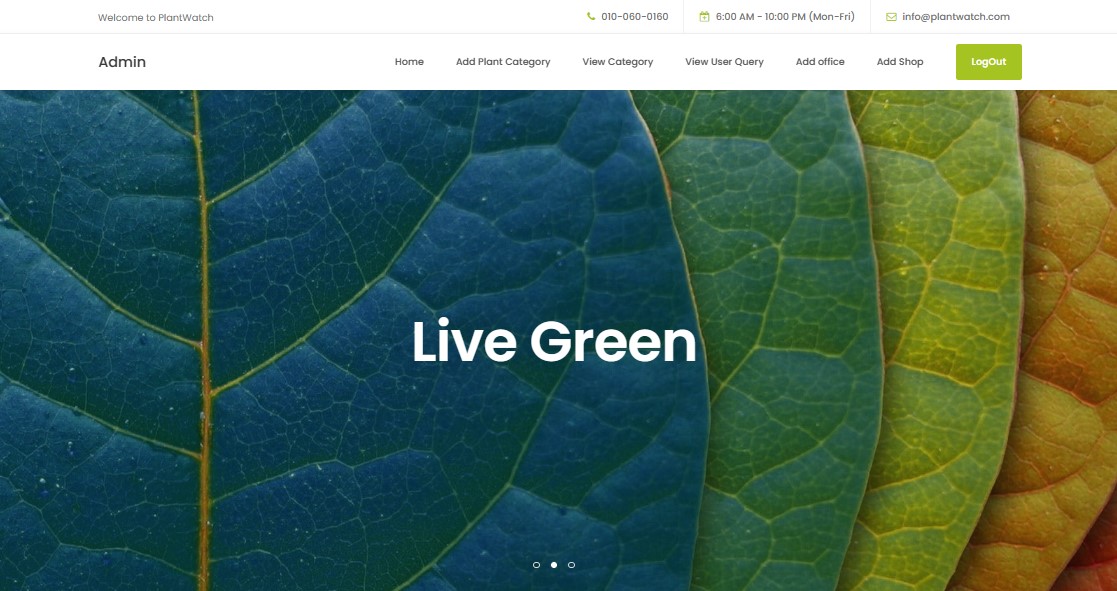 Welcome to PlantWatch
010-060-0160
6:00 AM - 10:00 PM (Mon-Fri)
info@plantwatch.com
Admin
Home
Add Plant Category
View Category
View User Query
Add office
Add Shop
LogOut
Live Green